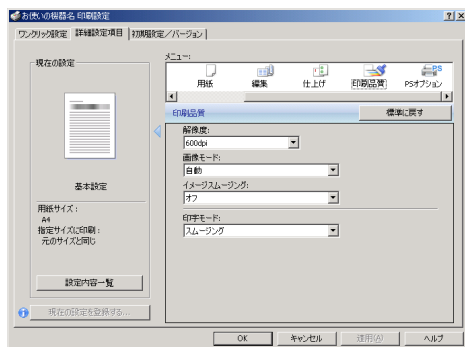 お使いの機器名 印刷設定
ワンクリック設定 詳細設定項目 初期設定／バージョン
現在の設定
基本設定
用紙サイズ：
A4
指定サイズに印刷：
元のサイズと同じ
設定内容一覧
現在の設定を登録する...
メニュー:
用紙 編集 仕上げ 印刷品質 PSオプション
印刷品質 標準に戻す
解像度:
600dpi
画像モード:
自動
イメージスムージング:
オフ
印字モード:
スムージング
OK キャンセル 適用(A) ヘルプ